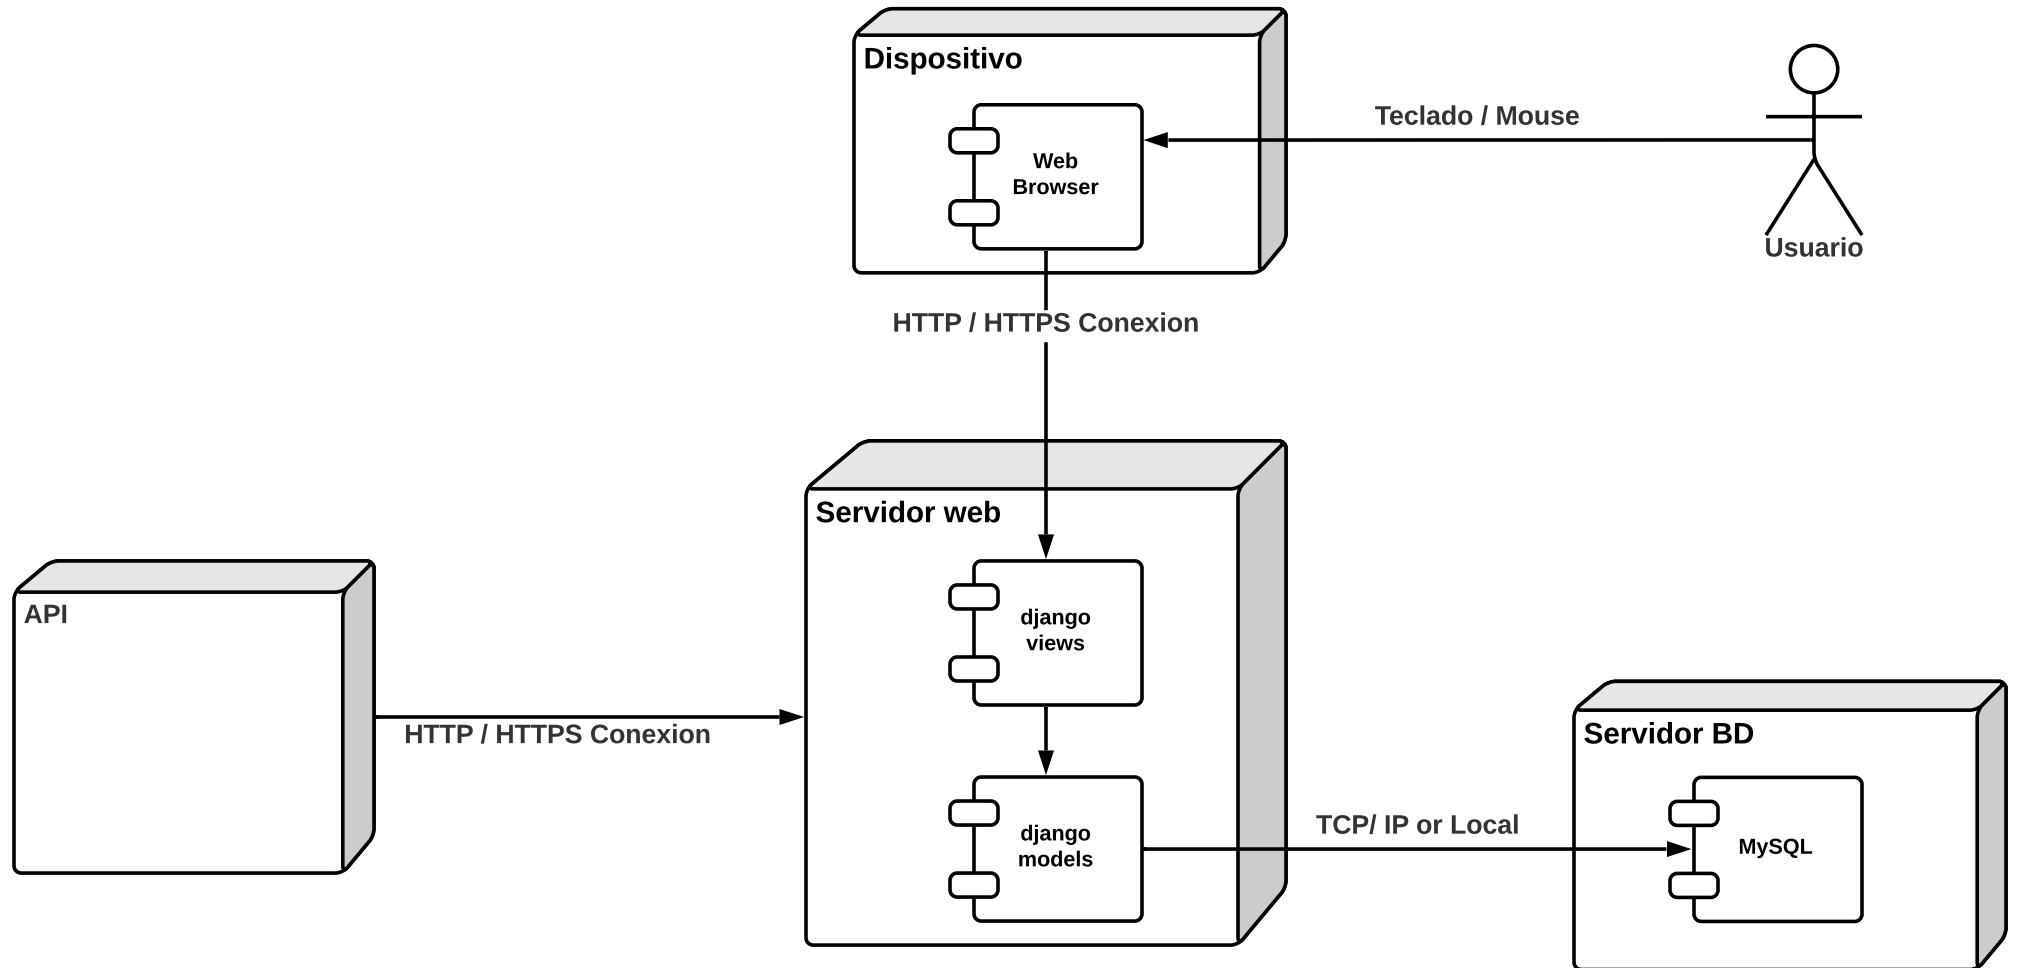 Dispositivo
Teclado / Mouse
Web
Browser
Usuario
HTTP / HTTPS Conexion
Servidor web
API
django
views
HTTP / HTTPS Conexion
Servidor BD
TCP/ IP or Local
django
models
MySQL